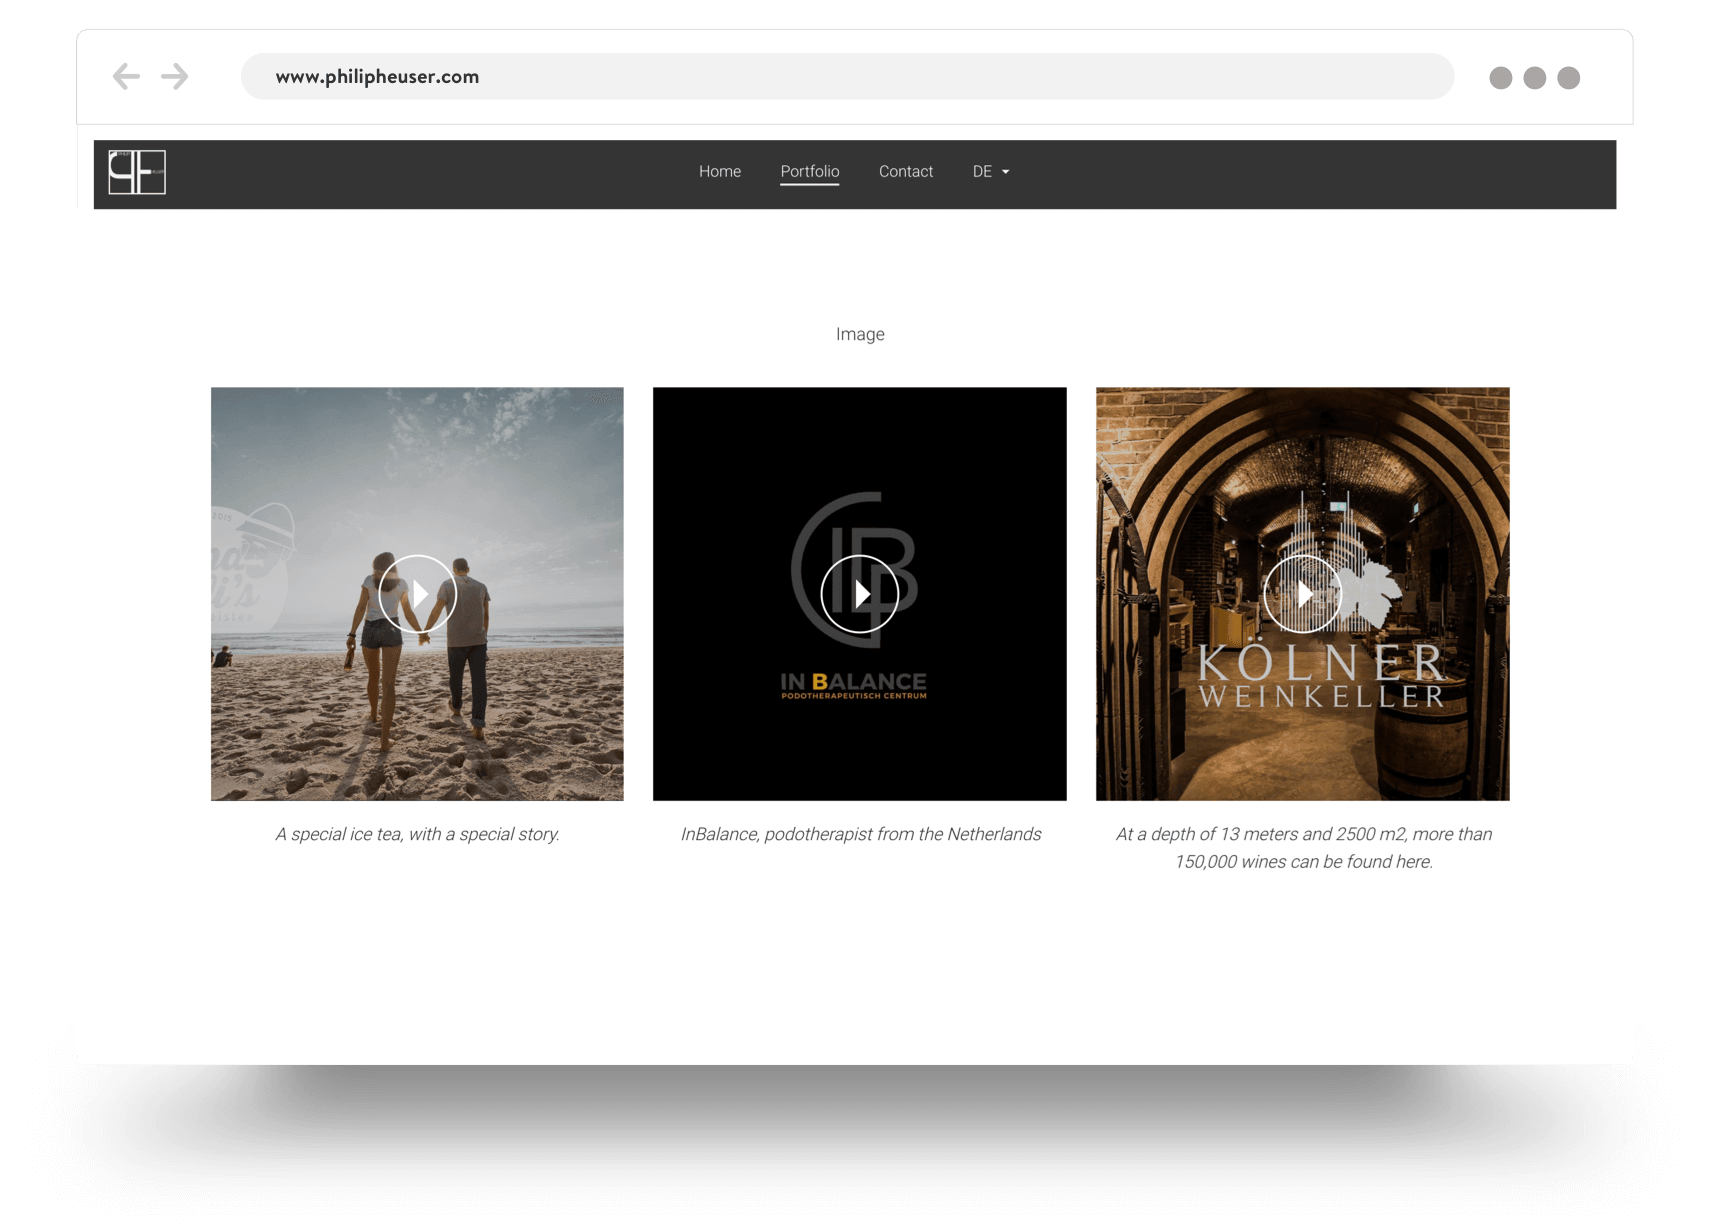 www.philipheuser.com
Home Portfolio Contact DE
Image
2015
IN BALANCE
PODOTHERAPEUTISCH CENTRUM
KÖLNER
WEINKELLER
A special ice tea, with a special story.
InBalance, podotherapist from the Netherlands
At a depth of 13 meters and 2500 m2, more than
150,000 wines can be found here.